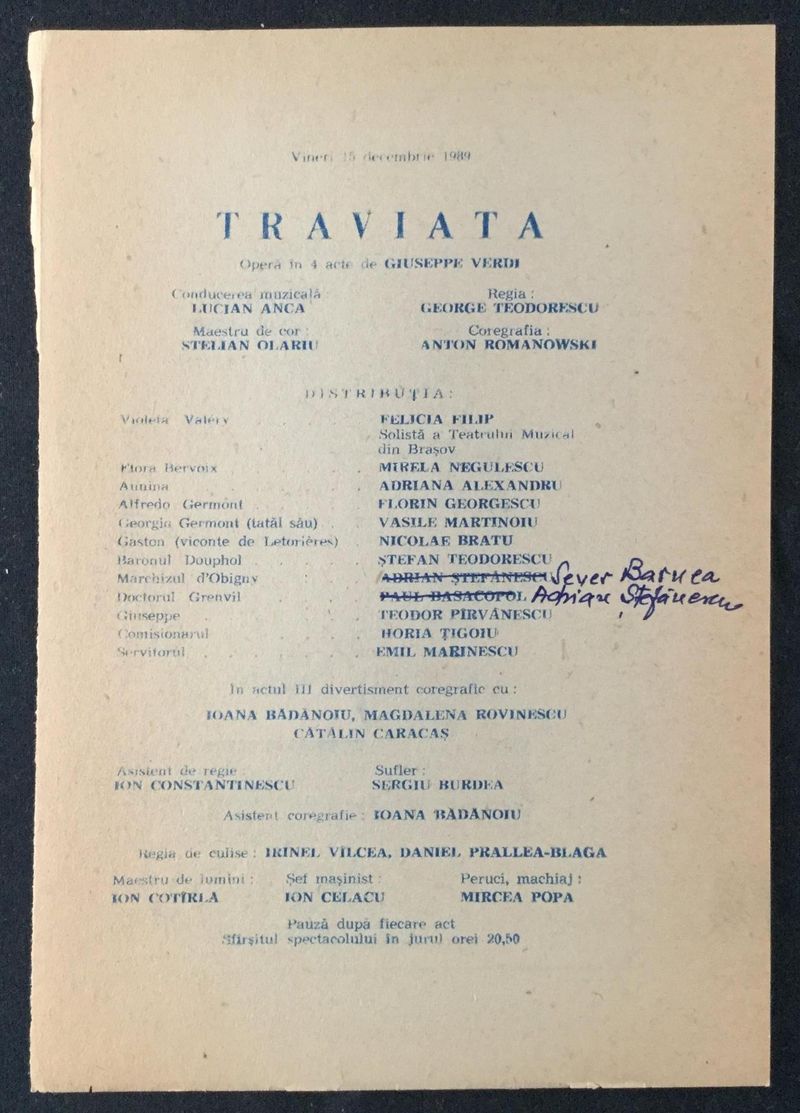 Vineri 15 decembrie 1989
TRAVIATA
Operă în 4 acte de GIUSEPPE VERDI
Conducerea muzicală : Regia :
LUCIAN ANCA GEORGE TEODORESCU
Maestru de cor : Coregrafia :
STELIAN OLARIU ANTON ROMANOWSKI
DISTRIBUȚIA :
Violeta Valéry . . . . FELICIA FILIP
Solistă a Teatrului Muzical
din Brașov
Flora Bervoix . . . . MIRELA NEGULESCU
Annina . . . . . . ADRIANA ALEXANDRU
Alfredo Germont . . . . FLORIN GEORGESCU
Georgio Germont (tatăl său) . . VASILE MARTINOIU
Gaston (viconte de Letorières) NICOLAE BRATU
Baronul Douphol . . . . ȘTEFAN TEODORESCU
Marchizul d'Obigny . . . . ADRIAN ȘTEFĂNESCU Sever Barnea
Doctorul Grenvil . . . . PAUL BASACOPOL Adrian Ștefănescu
Giuseppe . . . . . TEODOR PÎRVĂNESCU
Comisionarul . . . . HORIA ȚIGOIU
Servitorul . . . . . EMIL MARINESCU
În actul III divertisment coregrafic cu :
IOANA BĂDĂNOIU, MAGDALENA ROVINESCU
CĂTĂLIN CARACAȘ
Asistent de regie : Sufler :
ION CONSTANTINESCU SERGIU BURDEA
Asistent coregrafie : IOANA BĂDĂNOIU
Regia de culise : IRINEL VÎLCEA, DANIEL PRALLEA-BLAGA
Maestru de lumini : Șef mașinist : Peruci, machiaj :
ION COTÎRLA ION CELACU MIRCEA POPA
Pauză după fiecare act
Sfîrșitul spectacolului în jurul orei 20,50